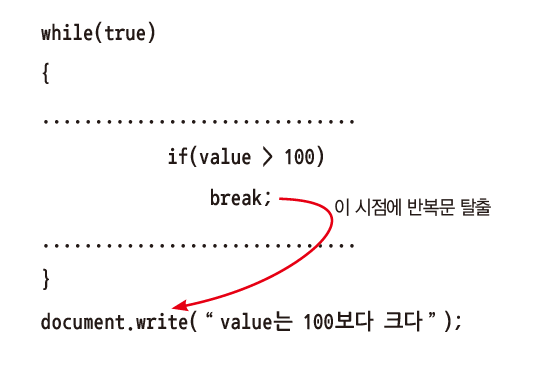 while(true)
{
..............................
if(value > 100)
break;
이 시점에 반복문 탈출
..............................
}
document.write(“value는 100보다 크다”);